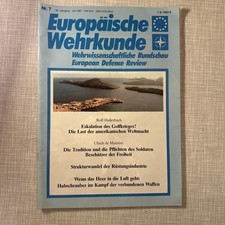 Nr. 7
Europäische
Wehrkunde
Wehrwissenschaftliche Rundschau
European Defense Review
Rolf Hallerbach
Eskalation des Golfkrieges?
Die Last der amerikanischen Weltmacht
Ulrich de Maizière
Die Tradition und die Pflichten des Soldaten
Beschützer der Freiheit
Strukturwandel der Rüstungsindustrie
Wenn das Heer in die Luft geht:
Hubschrauber im Kampf der verbundenen Waffen